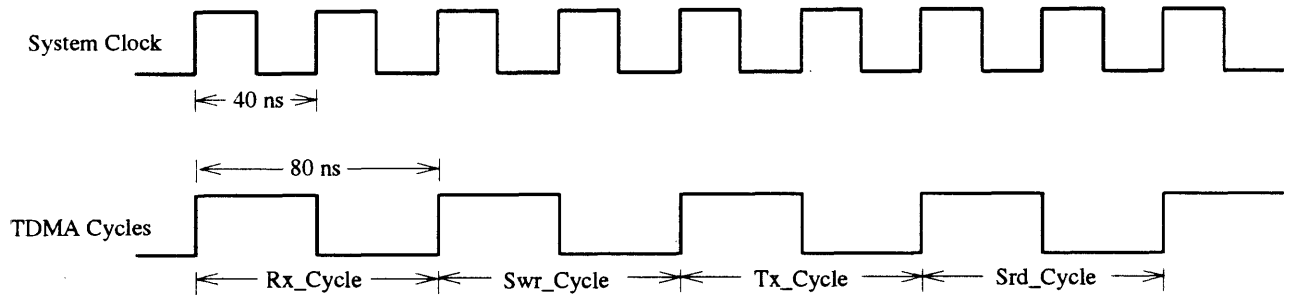 System Clock
40 ns
80 ns
TDMA Cycles
Rx_Cycle Swr_Cycle Tx_Cycle Srd_Cycle